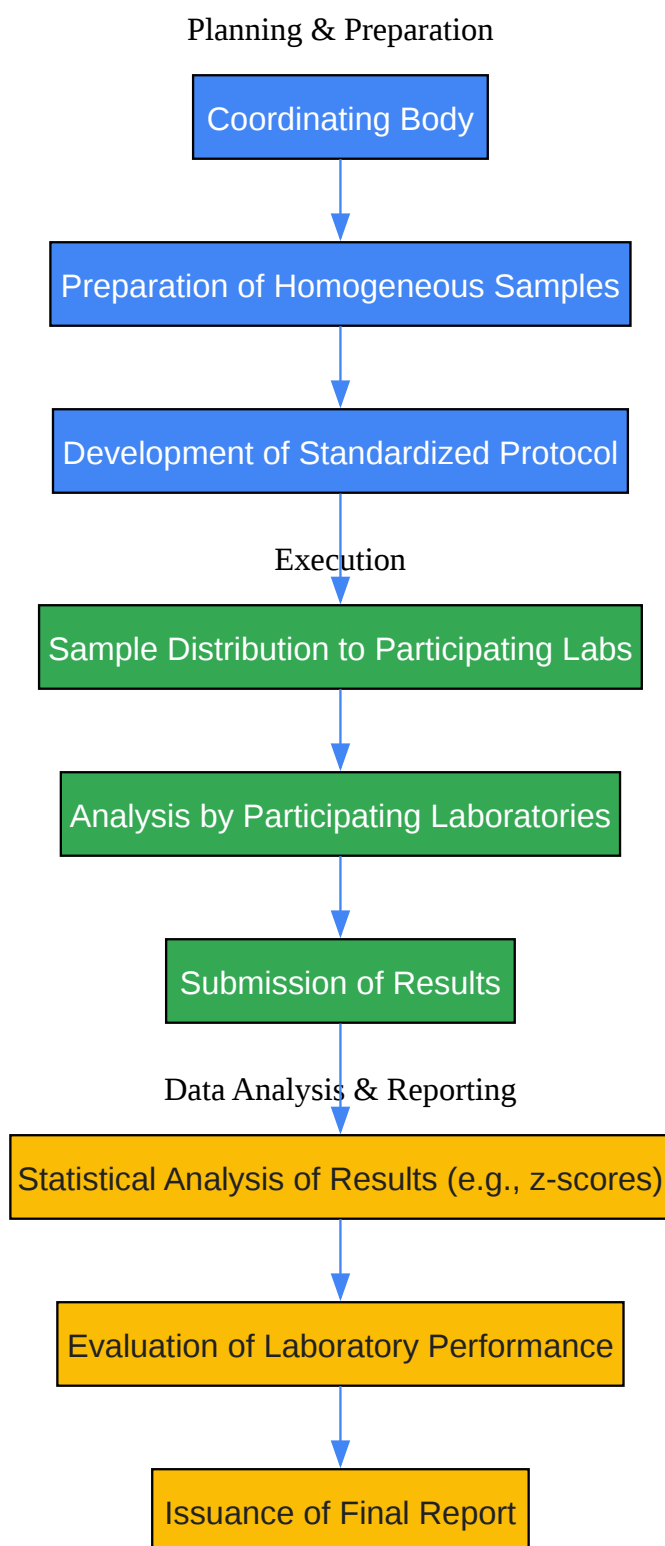 Planning & Preparation
Coordinating Body
Preparation of Homogeneous Samples
Development of Standardized Protocol
Execution
Sample Distribution to Participating Labs
Analysis by Participating Laboratories
Submission of Results
Data Analysis & Reporting
Statistical Analysis of Results (e.g., z-scores)
Evaluation of Laboratory Performance
Issuance of Final Report